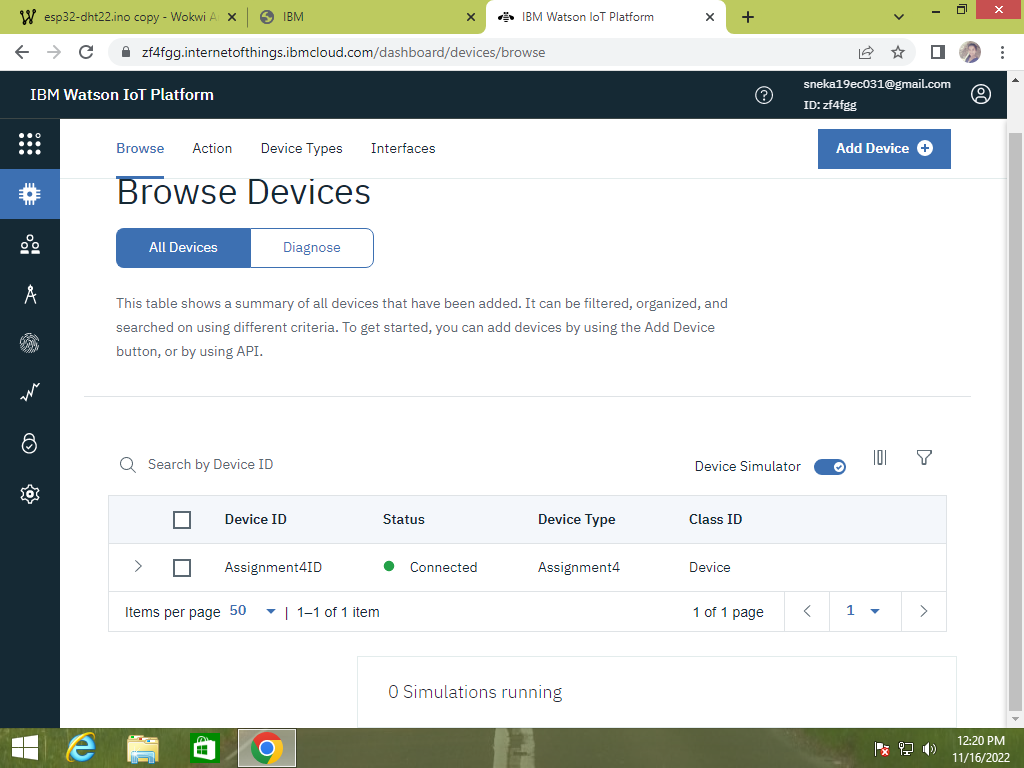 esp32-dht22.ino copy - Wokwi A
IBM
IBM Watson IoT Platform
zf4fgg.internetofthings.ibmcloud.com/dashboard/devices/browse
IBM Watson IoT Platform
sneka19ec031@gmail.com
ID: zf4fgg
Browse Action Device Types Interfaces
Add Device
Browse Devices
All Devices Diagnose
This table shows a summary of all devices that have been added. It can be filtered, organized, and
searched on using different criteria. To get started, you can add devices by using the Add Device
button, or by using API.
Search by Device ID
Device Simulator
Device ID Status Device Type Class ID
Assignment4ID Connected Assignment4 Device
Items per page 50 | 1–1 of 1 item 1 of 1 page 1
0 Simulations running
12:20 PM
11/16/2022